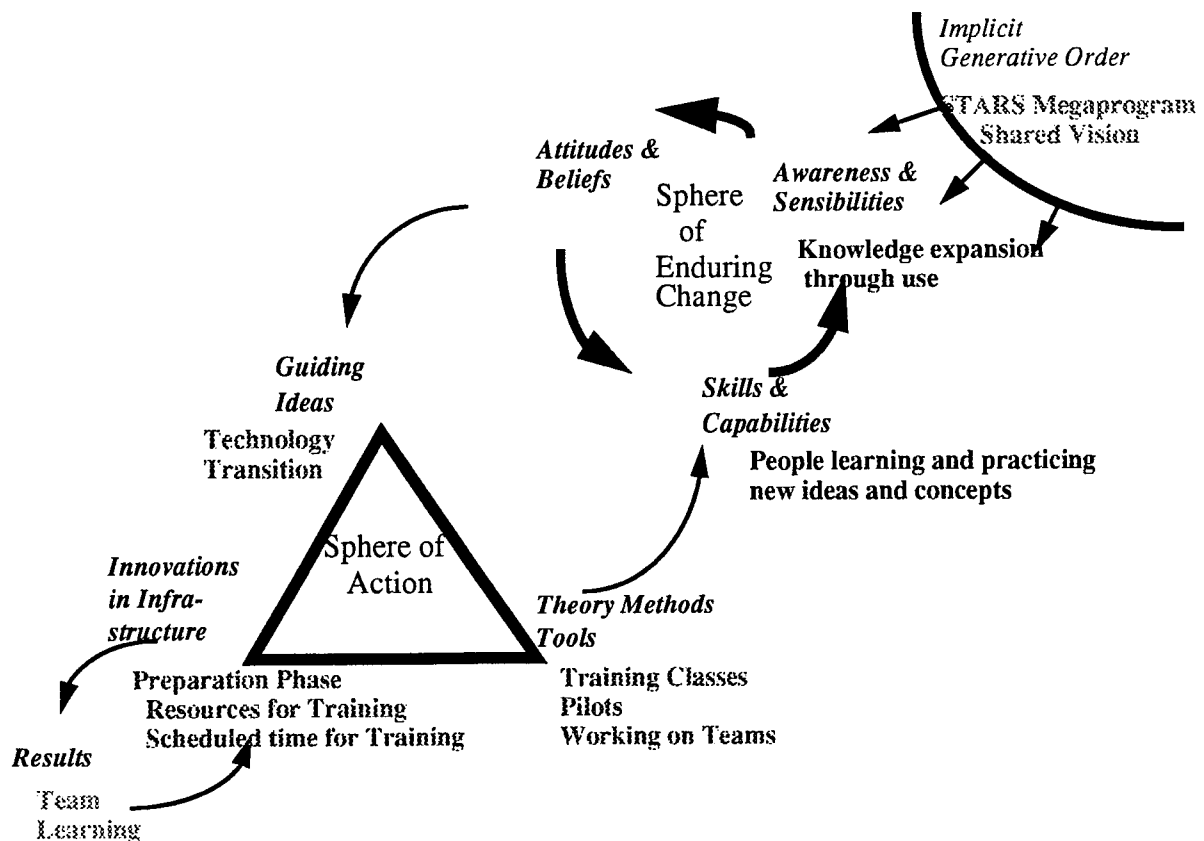 Implicit
Generative Order
STARS Megaprogram
Shared Vision
Attitudes &
Beliefs
Awareness &
Sensibilities
Sphere
of
Enduring
Change
Knowledge expansion
through use
Guiding
Ideas
Technology
Transition
Skills &
Capabilities
People learning and practicing
new ideas and concepts
Sphere of
Action
Innovations
in Infra-
structure
Theory Methods
Tools
Preparation Phase
Resources for Training
Scheduled time for Training
Training Classes
Pilots
Working on Teams
Results
Team
Learning